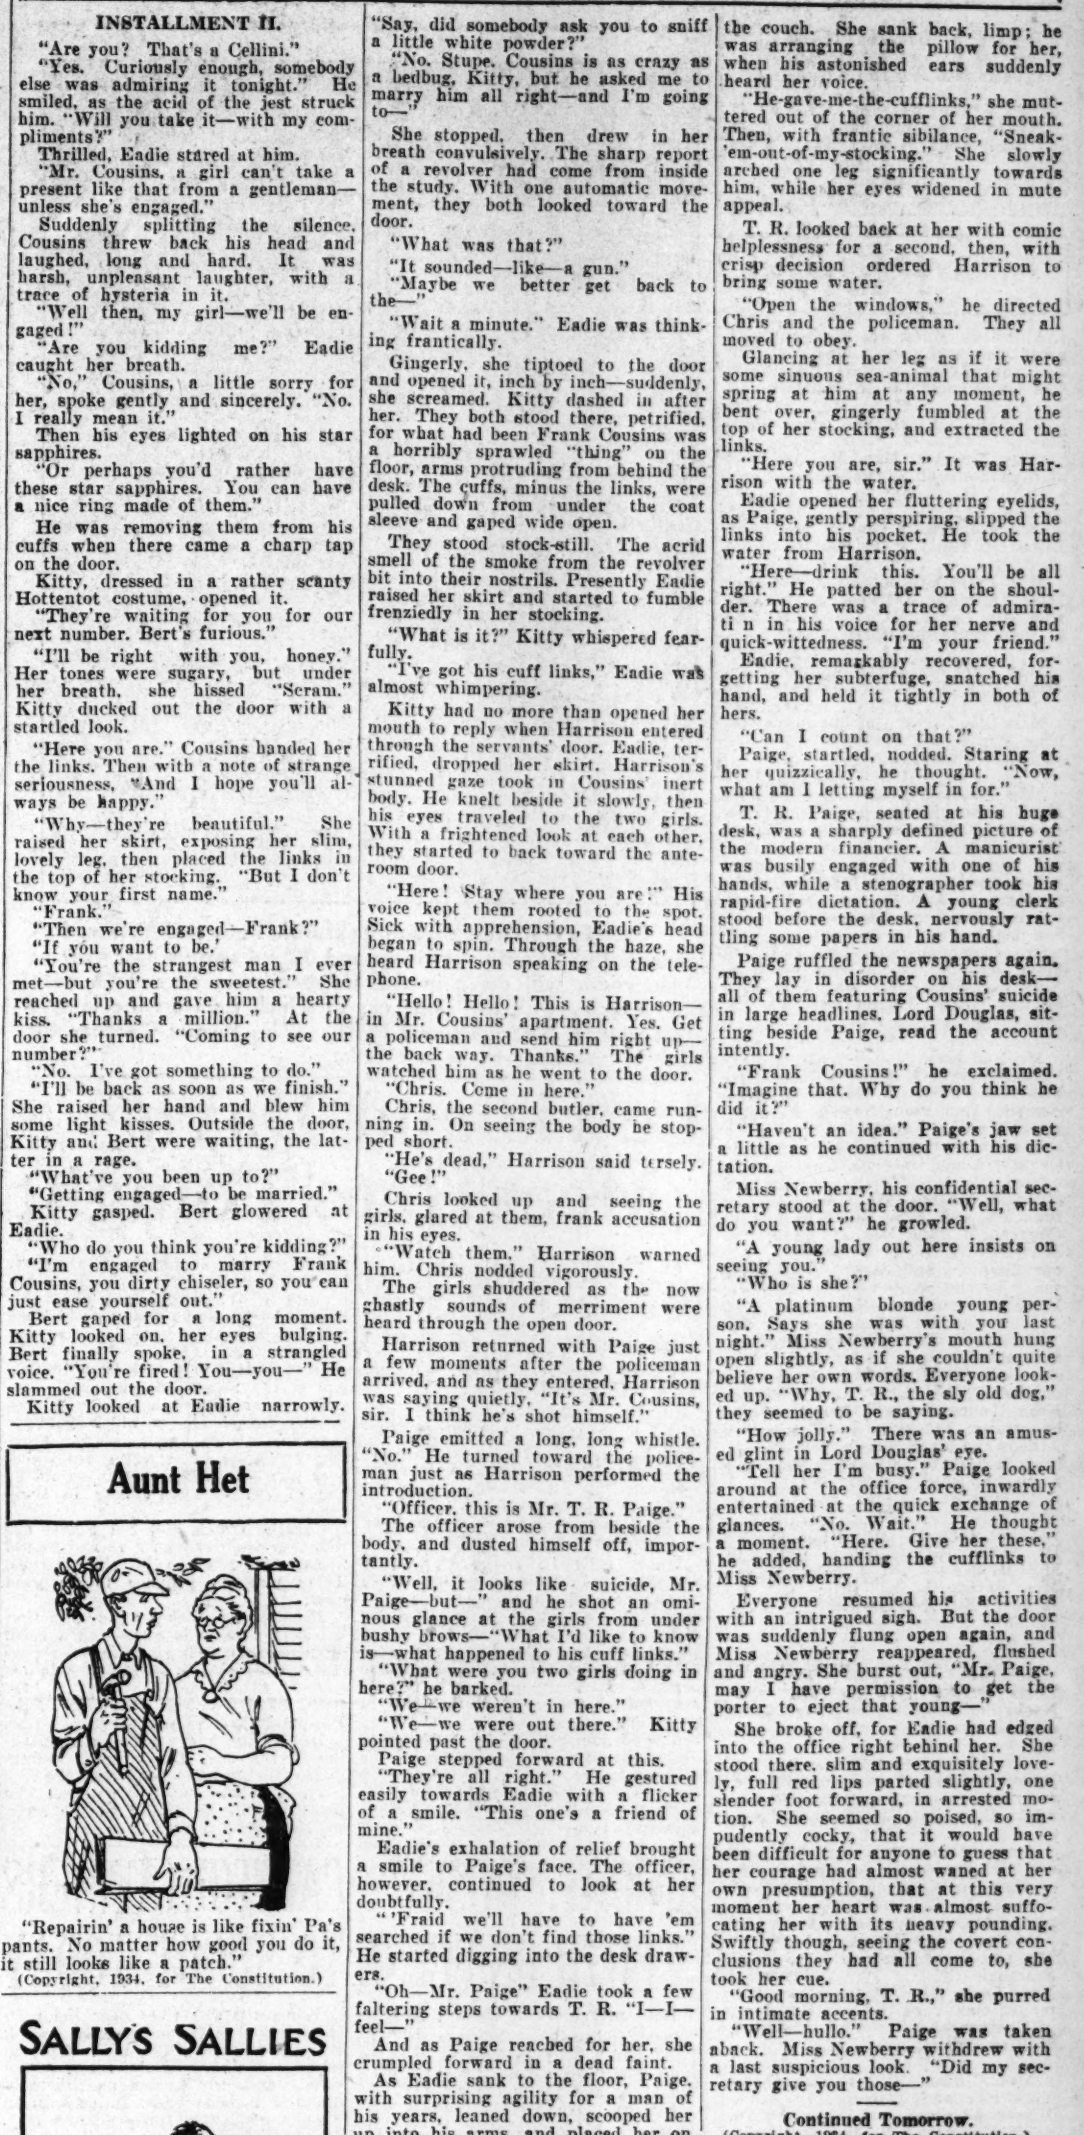 INSTALLMENT II.
"Are you? That's a Cellini."
"Yes. Curiously enough, somebody
else was admiring it tonight." He
smiled, as the acid of the jest struck
him. "Will you take it—with my com-
pliments?"
Thrilled, Eadie stared at him.
"Mr. Cousins, a girl can't take a
present like that from a gentleman—
unless she's engaged."
Suddenly splitting the silence,
Cousins threw back his head and
laughed, long and hard. It was
harsh, unpleasant laughter, with a
trace of hysteria in it.
"Well then, my girl—we'll be en-
gaged!"
"Are you kidding me?" Eadie
caught her breath.
"No," Cousins, a little sorry for
her, spoke gently and sincerely. "No.
I really mean it."
Then his eyes lighted on his star
sapphires.
"Or perhaps you'd rather have
these star sapphires. You can have
a nice ring made of them."
He was removing them from his
cuffs when there came a charp tap
on the door.
Kitty, dressed in a rather scanty
Hottentot costume, opened it.
"They're waiting for you for our
next number. Bert's furious."
"I'll be right with you, honey."
Her tones were sugary, but under
her breath, she hissed "Scram."
Kitty ducked out the door with a
startled look.
"Here you are." Cousins handed her
the links. Then with a note of strange
seriousness, "And I hope you'll al-
ways be happy."
"Why—they're beautiful." She
raised her skirt, exposing her slim,
lovely leg, then placed the links in
the top of her stocking. "But I don't
know your first name."
"Frank."
"Then we're engaged—Frank?"
"If you want to be.'
"You're the strangest man I ever
met—but you're the sweetest." She
reached up and gave him a hearty
kiss. "Thanks a million." At the
door she turned. "Coming to see our
number?"
"No. I've got something to do."
"I'll be back as soon as we finish."
She raised her hand and blew him
some light kisses. Outside the door,
Kitty and Bert were waiting, the lat-
ter in a rage.
"What've you been up to?"
"Getting engaged—to be married."
Kitty gasped. Bert glowered at
Eadie.
"Who do you think you're kidding?"
"I'm engaged to marry Frank
Cousins, you dirty chiseler, so you can
just ease yourself out."
Bert gaped for a long moment.
Kitty looked on, her eyes bulging.
Bert finally spoke, in a strangled
voice. "You're fired! You—you—" He
slammed out the door.
Kitty looked at Eadie narrowly.
Aunt Het
"Repairin' a house is like fixin' Pa's
pants. No matter how good you do it,
it still looks like a patch."
(Copyright, 1934, for The Constitution.)
SALLY'S SALLIES
"Say, did somebody ask you to sniff
a little white powder?"
"No. Stupe. Cousins is as crazy as
a bedbug, Kitty, but he asked me to
marry him all right—and I'm going
to—"
She stopped, then drew in her
breath convulsively. The sharp report
of a revolver had come from inside
the study. With one automatic move-
ment, they both looked toward the
door.
"What was that?"
"It sounded—like—a gun."
"Maybe we better get back to
the—"
"Wait a minute." Eadie was think-
ing frantically.
Gingerly, she tiptoed to the door
and opened it, inch by inch—suddenly,
she screamed. Kitty dashed in after
her. They both stood there, petrified,
for what had been Frank Cousins was
a horribly sprawled "thing" on the
floor, arms protruding from behind the
desk. The cuffs, minus the links, were
pulled down from under the coat
sleeve and gaped wide open.
They stood stock-still. The acrid
smell of the smoke from the revolver
bit into their nostrils. Presently Eadie
raised her skirt and started to fumble
frenziedly in her stocking.
"What is it?" Kitty whispered fear-
fully.
"I've got his cuff links," Eadie was
almost whimpering.
Kitty had no more than opened her
mouth to reply when Harrison entered
through the servants' door. Eadie, ter-
rified, dropped her skirt. Harrison's
stunned gaze took in Cousins' inert
body. He knelt beside it slowly, then
his eyes traveled to the two girls.
With a frightened look at each other,
they started to back toward the ante-
room door.
"Here! Stay where you are!" His
voice kept them rooted to the spot.
Sick with apprehension, Eadie's head
began to spin. Through the haze, she
heard Harrison speaking on the tele-
phone.
"Hello! Hello! This is Harrison—
in Mr. Cousins' apartment. Yes. Get
a policeman and send him right up—
the back way. Thanks." The girls
watched him as he went to the door.
"Chris. Come in here."
Chris, the second butler, came run-
ning in. On seeing the body he stop-
ped short.
"He's dead," Harrison said tersely.
"Gee!"
Chris looked up and seeing the
girls, glared at them, frank accusation
in his eyes.
"Watch them." Harrison warned
him. Chris nodded vigorously.
The girls shuddered as the now
ghastly sounds of merriment were
heard through the open door.
Harrison returned with Paige just
a few moments after the policeman
arrived, and as they entered, Harrison
was saying quietly, "It's Mr. Cousins,
sir. I think he's shot himself."
Paige emitted a long, long whistle.
"No." He turned toward the police-
man just as Harrison performed the
introduction.
"Officer, this is Mr. T. R. Paige."
The officer arose from beside the
body, and dusted himself off, impor-
tantly.
"Well, it looks like suicide, Mr.
Paige—but—" and he shot an omi-
nous glance at the girls from under
bushy brows—"What I'd like to know
is—what happened to his cuff links."
"What were you two girls doing in
here?" he barked.
"We—we weren't in here."
"We—we were out there." Kitty
pointed past the door.
Paige stepped forward at this.
"They're all right." He gestured
easily towards Eadie with a flicker
of a smile. "This one's a friend of
mine."
Eadie's exhalation of relief brought
a smile to Paige's face. The officer,
however, continued to look at her
doubtfully.
"'Fraid we'll have to have 'em
searched if we don't find those links."
He started digging into the desk draw-
ers.
"Oh—Mr. Paige" Eadie took a few
faltering steps towards T. R. "I—I—
feel—"
And as Paige reached for her, she
crumpled forward in a dead faint.
As Eadie sank to the floor, Paige,
with surprising agility for a man of
his years, leaned down, scooped her
up into his arms, and placed her on
the couch. She sank back, limp; he
was arranging the pillow for her,
when his astonished ears suddenly
heard her voice.
"He-gave-me-the-cufflinks," she mut-
tered out of the corner of her mouth.
Then, with frantic sibilance, "Sneak-
'em-out-of-my-stocking." She slowly
arched one leg significantly towards
him, while her eyes widened in mute
appeal.
T. R. looked back at her with comic
helplessness for a second, then, with
crisp decision ordered Harrison to
bring some water.
"Open the windows," he directed
Chris and the policeman. They all
moved to obey.
Glancing at her leg as if it were
some sinuous sea-animal that might
spring at him at any moment, he
bent over, gingerly fumbled at the
top of her stocking, and extracted the
links.
"Here you are, sir." It was Har-
rison with the water.
Eadie opened her fluttering eyelids,
as Paige, gently perspiring, slipped the
links into his pocket. He took the
water from Harrison.
"Here—drink this. You'll be all
right." He patted her on the shoul-
der. There was a trace of admira-
ti n in his voice for her nerve and
quick-wittedness. "I'm your friend."
Eadie, remarkably recovered, for-
getting her subterfuge, snatched his
hand, and held it tightly in both of
hers.
"Can I count on that?"
Paige, startled, nodded. Staring at
her quizzically, he thought. "Now,
what am I letting myself in for."
T. R. Paige, seated at his huge
desk, was a sharply defined picture of
the modern financier. A manicurist
was busily engaged with one of his
hands, while a stenographer took his
rapid-fire dictation. A young clerk
stood before the desk, nervously rat-
tling some papers in his hand.
Paige ruffled the newspapers again.
They lay in disorder on his desk—
all of them featuring Cousins' suicide
in large headlines. Lord Douglas, sit-
ting beside Paige, read the account
intently.
"Frank Cousins!" he exclaimed.
"Imagine that. Why do you think he
did it?"
"Haven't an idea." Paige's jaw set
a little as he continued with his dic-
tation.
Miss Newberry, his confidential sec-
retary stood at the door. "Well, what
do you want?" he growled.
"A young lady out here insists on
seeing you."
"Who is she?"
"A platinum blonde young per-
son. Says she was with you last
night." Miss Newberry's mouth hung
open slightly, as if she couldn't quite
believe her own words. Everyone look-
ed up. "Why, T. R., the sly old dog,"
they seemed to be saying.
"How jolly." There was an amus-
ed glint in Lord Douglas' eye.
"Tell her I'm busy." Paige looked
around at the office force, inwardly
entertained at the quick exchange of
glances. "No. Wait." He thought
a moment. "Here. Give her these,"
he added, handing the cufflinks to
Miss Newberry.
Everyone resumed his activities
with an intrigued sigh. But the door
was suddenly flung open again, and
Miss Newberry reappeared, flushed
and angry. She burst out, "Mr. Paige,
may I have permission to get the
porter to eject that young—"
She broke off, for Eadie had edged
into the office right behind her. She
stood there, slim and exquisitely love-
ly, full red lips parted slightly, one
slender foot forward, in arrested mo-
tion. She seemed so poised, so im-
pudently cocky, that it would have
been difficult for anyone to guess that
her courage had almost waned at her
own presumption, that at this very
moment her heart was almost suffo-
cating her with its heavy pounding.
Swiftly though, seeing the covert con-
clusions they had all come to, she
took her cue.
"Good morning, T. R.," she purred
in intimate accents.
"Well—hullo." Paige was taken
aback. Miss Newberry withdrew with
a last suspicious look. "Did my sec-
retary give you those—"
Continued Tomorrow.
(Copyright, 1934, for The Constitution.)